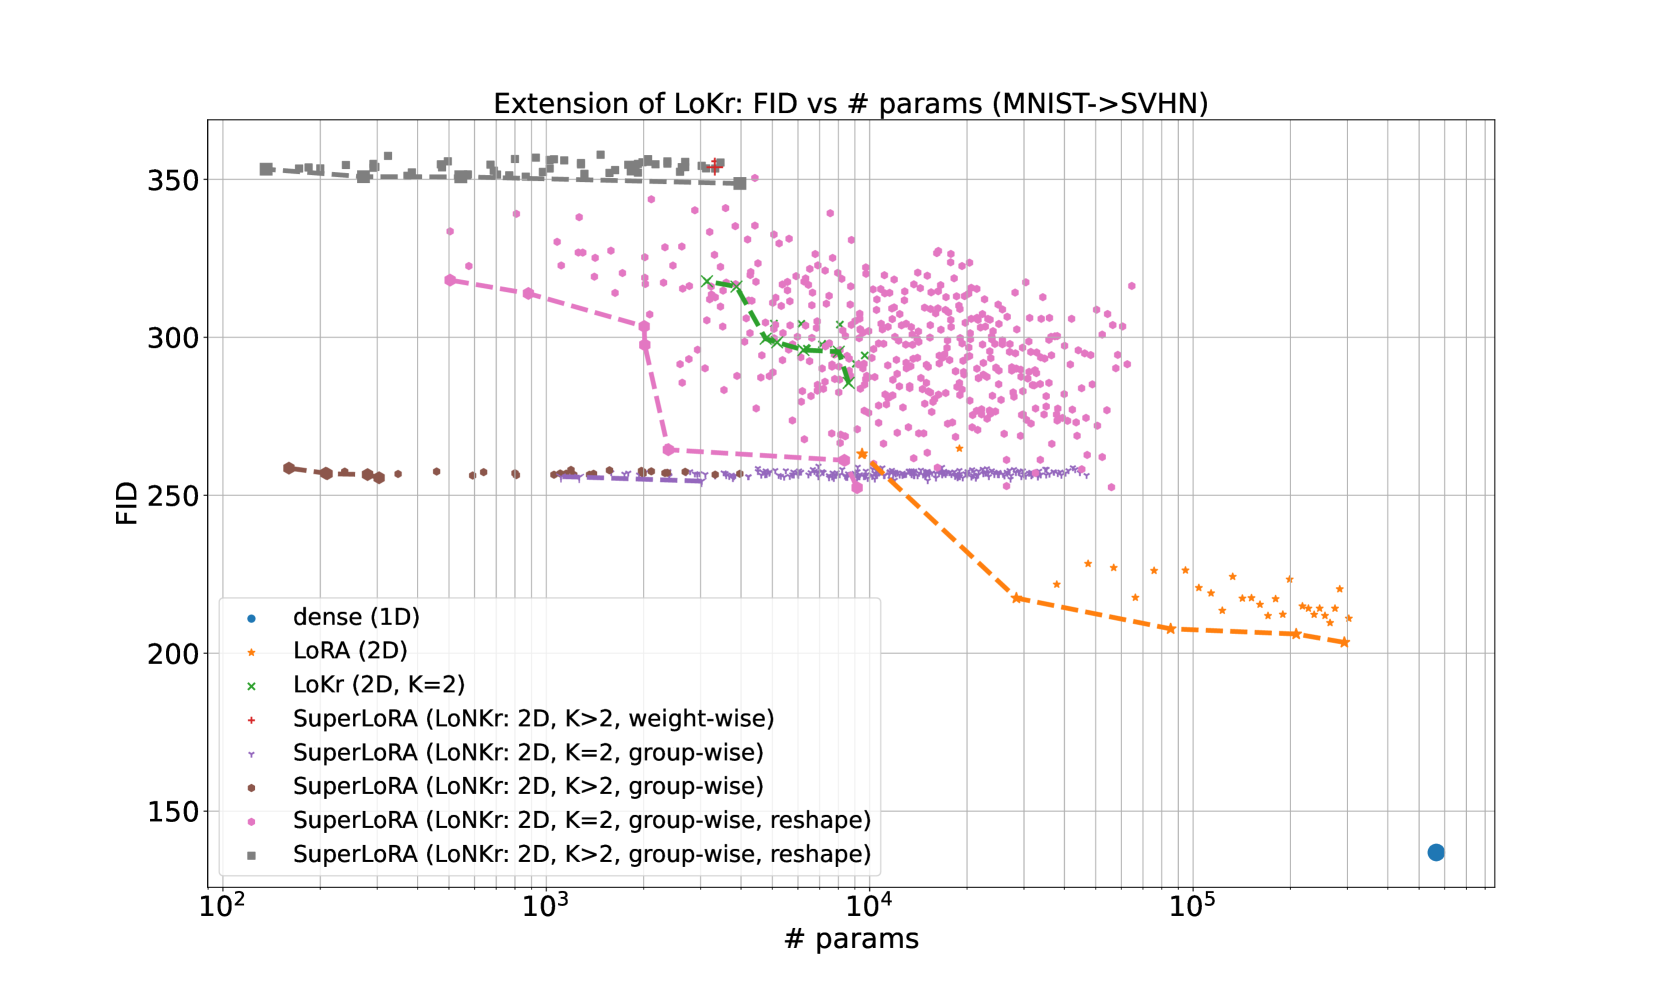 Extension of LoKr: FID vs # params (MNIST->SVHN)
350
300
250
200
150
FID
dense (1D)
LoRA (2D)
LoKr (2D, K=2)
SuperLoRA (LoNKr: 2D, K>2, weight-wise)
SuperLoRA (LoNKr: 2D, K=2, group-wise)
SuperLoRA (LoNKr: 2D, K>2, group-wise)
SuperLoRA (LoNKr: 2D, K=2, group-wise, reshape)
SuperLoRA (LoNKr: 2D, K>2, group-wise, reshape)
10² 10³ 10⁴ 10⁵
# params